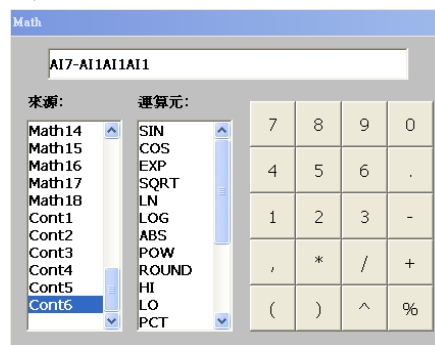 Math
AI7-AI1AI1AI1
來源:
運算元:
Math14
Math15
Math16
Math17
Math18
Cont1
Cont2
Cont3
Cont4
Cont5
Cont6
SIN
COS
EXP
SQRT
LN
LOG
ABS
POW
ROUND
HI
LO
PCT
7 8 9 0
4 5 6 .
1 2 3 -
, * / +
( ) ^ %